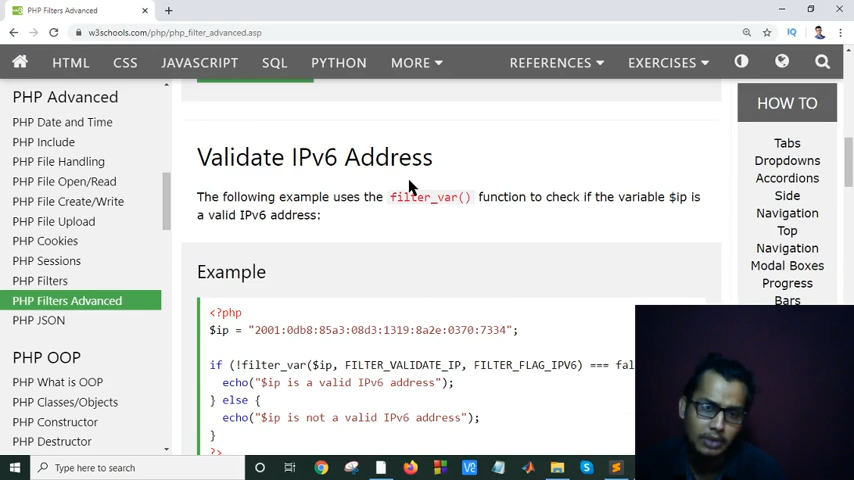 PHP Filters Advanced
w3schools.com/php/php_filter_advanced.asp
HTML CSS JAVASCRIPT SQL PYTHON MORE REFERENCES EXERCISES
PHP Advanced
PHP Date and Time
PHP Include
PHP File Handling
PHP File Open/Read
PHP File Create/Write
PHP File Upload
PHP Cookies
PHP Sessions
PHP Filters
PHP Filters Advanced
PHP JSON
PHP OOP
PHP What is OOP
PHP Classes/Objects
PHP Constructor
PHP Destructor
Validate IPv6 Address
The following example uses the filter_var() function to check if the variable $ip is
a valid IPv6 address:
Example
<?php
$ip = "2001:0db8:85a3:08d3:1319:8a2e:0370:7334";
if (!filter_var($ip, FILTER_VALIDATE_IP, FILTER_FLAG_IPV6) === fal
echo("$ip is a valid IPv6 address");
} else {
echo("$ip is not a valid IPv6 address");
}
?>
HOW TO
Tabs
Dropdowns
Accordions
Side
Navigation
Top
Navigation
Modal Boxes
Progress
Bars
Type here to search